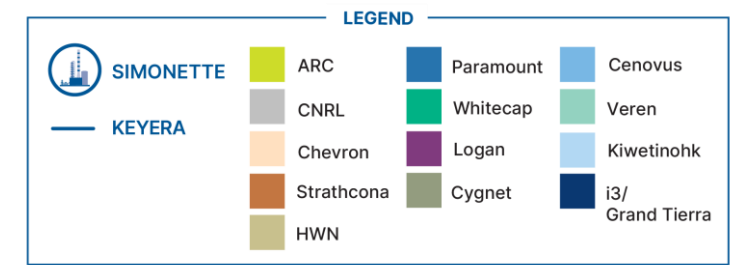 LEGEND
SIMONETTE
KEYERA
ARC
CNRL
Chevron
Strathcona
HWN
Paramount
Whitecap
Logan
Cygnet
Cenovus
Veren
Kiwetinohk
i3/
Grand Tierra